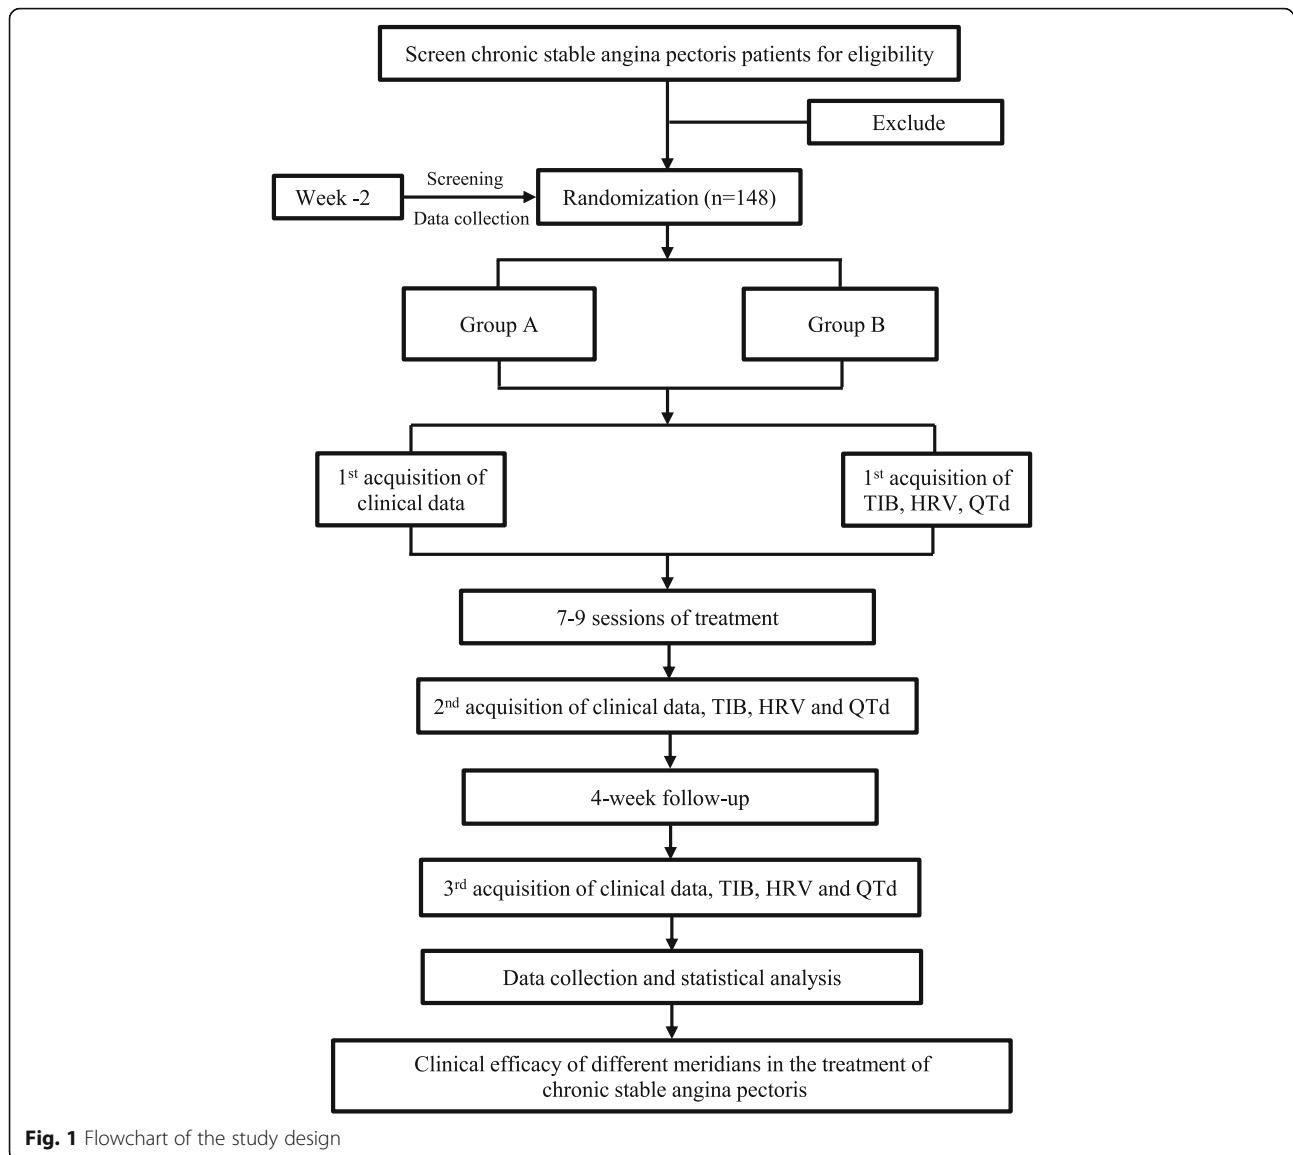 Screen chronic stable angina pectoris patients for eligibility
Exclude
Screening
Week -2
Randomization (n=148)
Data collection
Group A
Group B
1st acquisition of
clinical data
1st acquisition of
TIB, HRV, QTd
7-9 sessions of treatment
2nd acquisition of clinical data, TIB, HRV and QTd
4-week follow-up
3rd acquisition of clinical data, TIB, HRV and QTd
Data collection and statistical analysis
Clinical efficacy of different meridians in the treatment of
chronic stable angina pectoris
Fig. 1 Flowchart of the study design